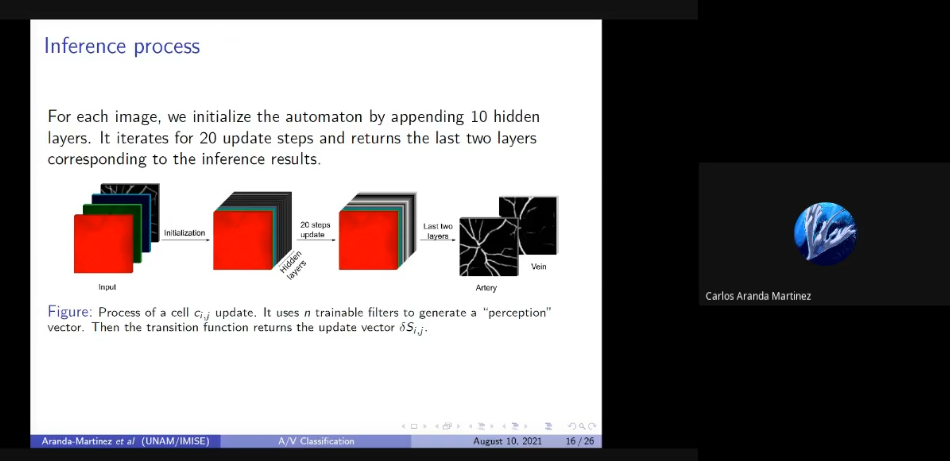 Inference process
For each image, we initialize the automaton by appending 10 hidden
layers. It iterates for 20 update steps and returns the last two layers
corresponding to the inference results.
Input
Initialization
Hidden
layers
20 steps
update
Last two
layers
Artery
Vein
Figure: Process of a cell cᵢ,ⱼ update. It uses n trainable filters to generate a “perception”
vector. Then the transition function returns the update vector δSᵢ,ⱼ.
Aranda-Martinez et al (UNAM/IMISE) A/V Classification August 10, 2021 16 / 26
Carlos Aranda Martinez